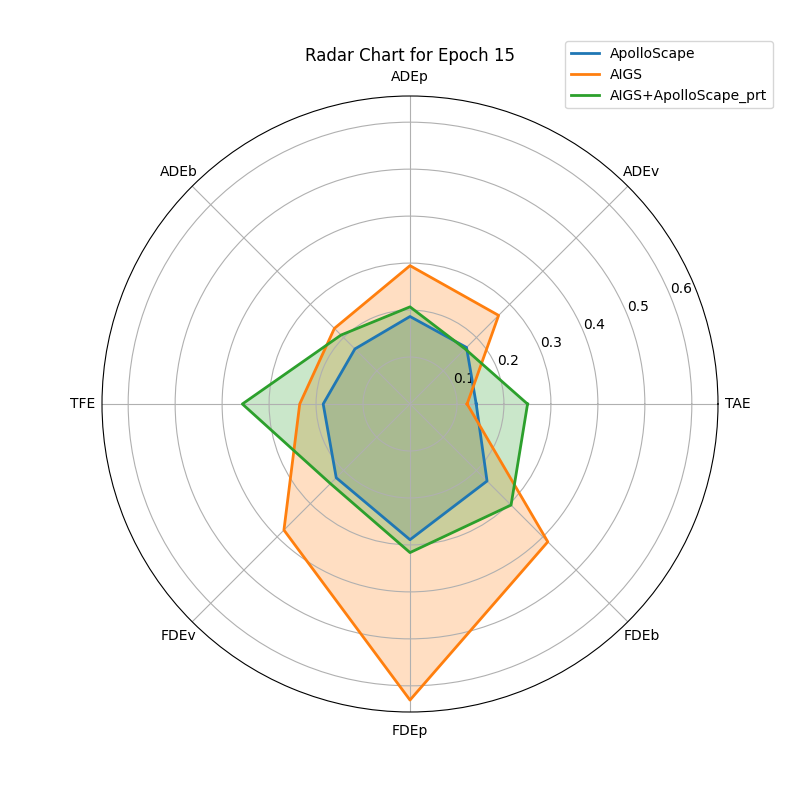 Radar Chart for Epoch 15
ApolloScape
AIGS
AIGS+ApolloScape_prt
ADEp
ADEb
ADEv
0.6
0.5
0.4
0.3
0.2
0.1
TFE
TAE
FDEv
FDEb
FDEp